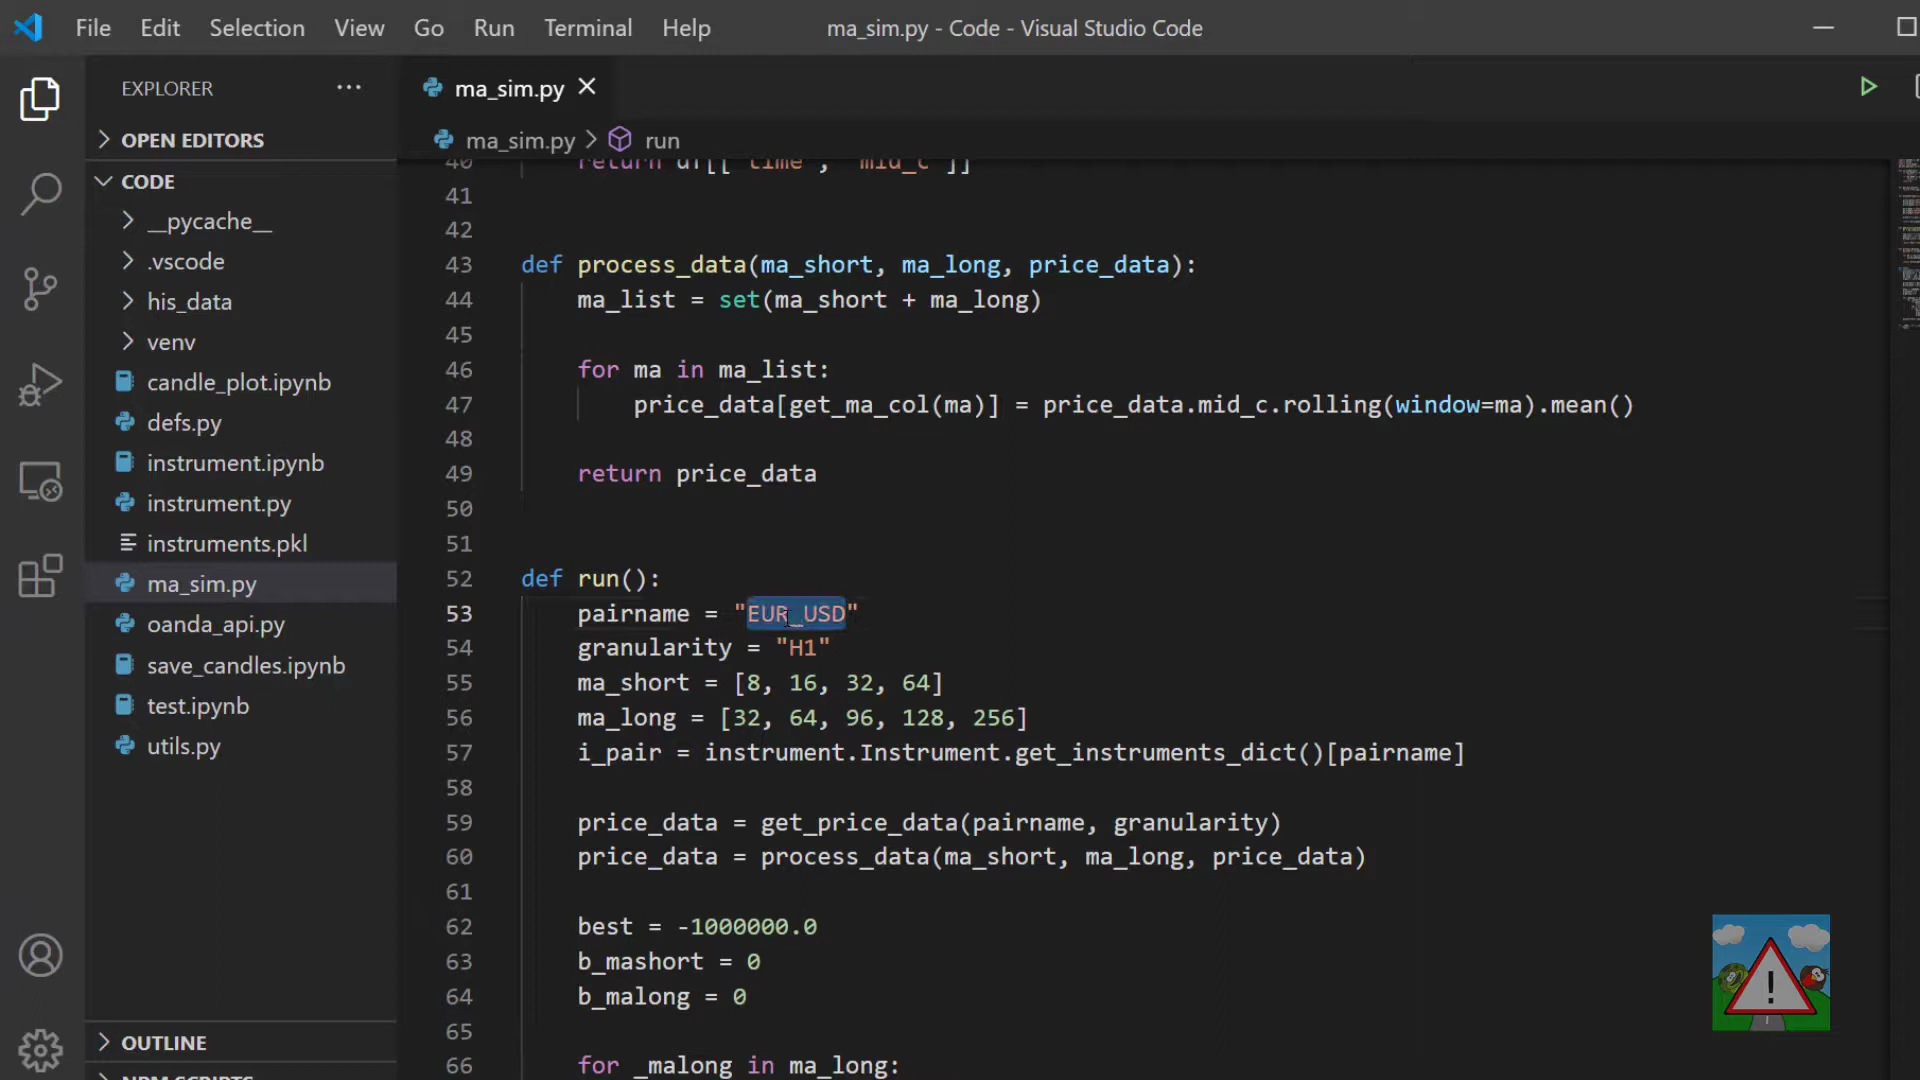 File Edit Selection View Go Run Terminal Help ma_sim.py - Code - Visual Studio Code
EXPLORER
OPEN EDITORS
CODE
__pycache__
.vscode
his_data
venv
candle_plot.ipynb
defs.py
instrument.ipynb
instrument.py
instruments.pkl
ma_sim.py
oanda_api.py
save_candles.ipynb
test.ipynb
utils.py
OUTLINE
NPM SCRIPTS
ma_sim.py
ma_sim.py > run
40 return df[['time', 'mid_c']]
41
42
43 def process_data(ma_short, ma_long, price_data):
44 ma_list = set(ma_short + ma_long)
45
46 for ma in ma_list:
47 price_data[get_ma_col(ma)] = price_data.mid_c.rolling(window=ma).mean()
48
49 return price_data
50
51
52 def run():
53 pairname = "EUR_USD"
54 granularity = "H1"
55 ma_short = [8, 16, 32, 64]
56 ma_long = [32, 64, 96, 128, 256]
57 i_pair = instrument.Instrument.get_instruments_dict()[pairname]
58
59 price_data = get_price_data(pairname, granularity)
60 price_data = process_data(ma_short, ma_long, price_data)
61
62 best = -1000000.0
63 b_mashort = 0
64 b_malong = 0
65
66 for _malong in ma_long: